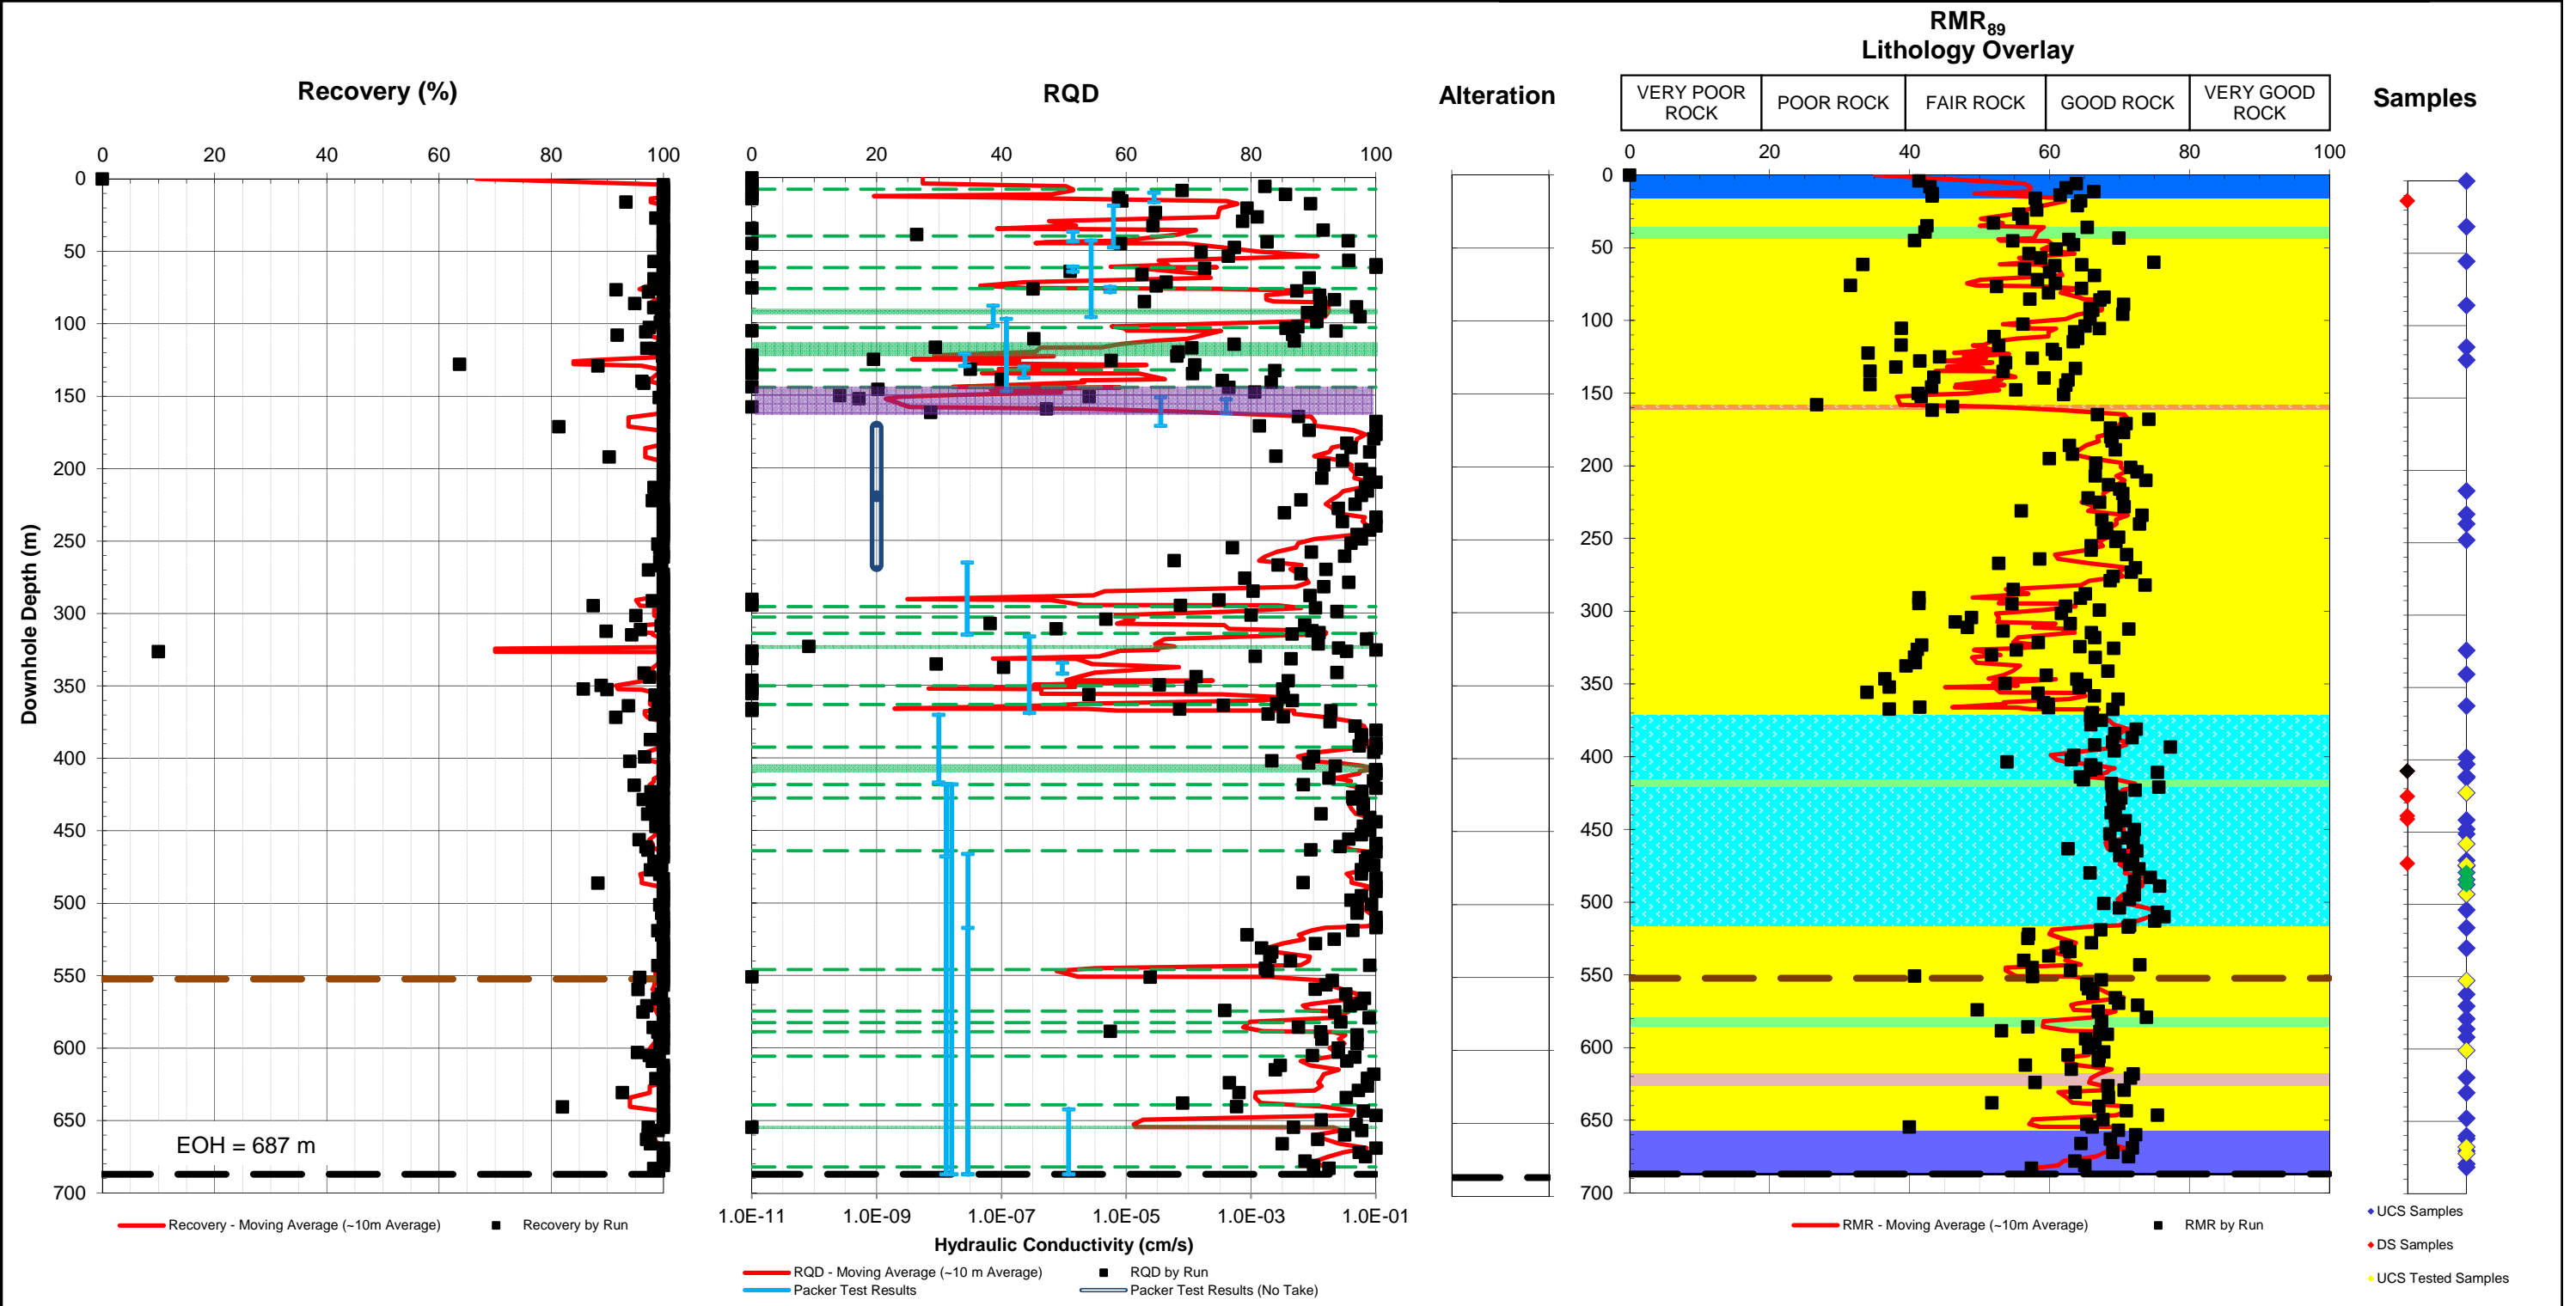 RMR89
Lithology Overlay
Recovery (%)
RQD
Alteration
VERY POOR ROCK
POOR ROCK
FAIR ROCK
GOOD ROCK
VERY GOOD ROCK
Samples
0 20 40 60 80 100
0 20 40 60 80 100
0 20 40 60 80 100
Downhole Depth (m)
0
50
100
150
200
250
300
350
400
450
500
550
600
650
700
0
50
100
150
200
250
300
350
400
450
500
550
600
650
700
EOH = 687 m
1.0E-11 1.0E-09 1.0E-07 1.0E-05 1.0E-03 1.0E-01
Hydraulic Conductivity (cm/s)
Recovery - Moving Average (~10m Average)
Recovery by Run
RQD - Moving Average (~10 m Average)
RQD by Run
Packer Test Results
Packer Test Results (No Take)
RMR - Moving Average (~10m Average)
RMR by Run
UCS Samples
DS Samples
UCS Tested Samples